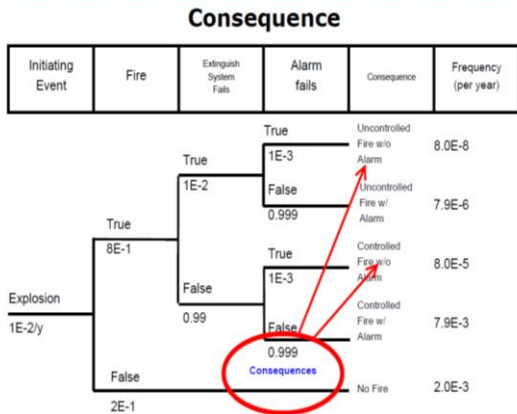 Consequence
Initiating
Event
Fire
Extinguish
System
Fails
Alarm
fails
Consequence
Frequency
(per year)
Explosion
1E-2/y
True
8E-1
True
1E-2
True
1E-3
Uncontrolled
Fire w/o
Alarm
8.0E-8
False
0.999
Uncontrolled
Fire w/
Alarm
7.9E-6
False
0.99
True
1E-3
Controlled
Fire w/o
Alarm
8.0E-5
False
0.999
Controlled
Fire w/
Alarm
7.9E-3
Consequences
False
2E-1
No Fire
2.0E-3